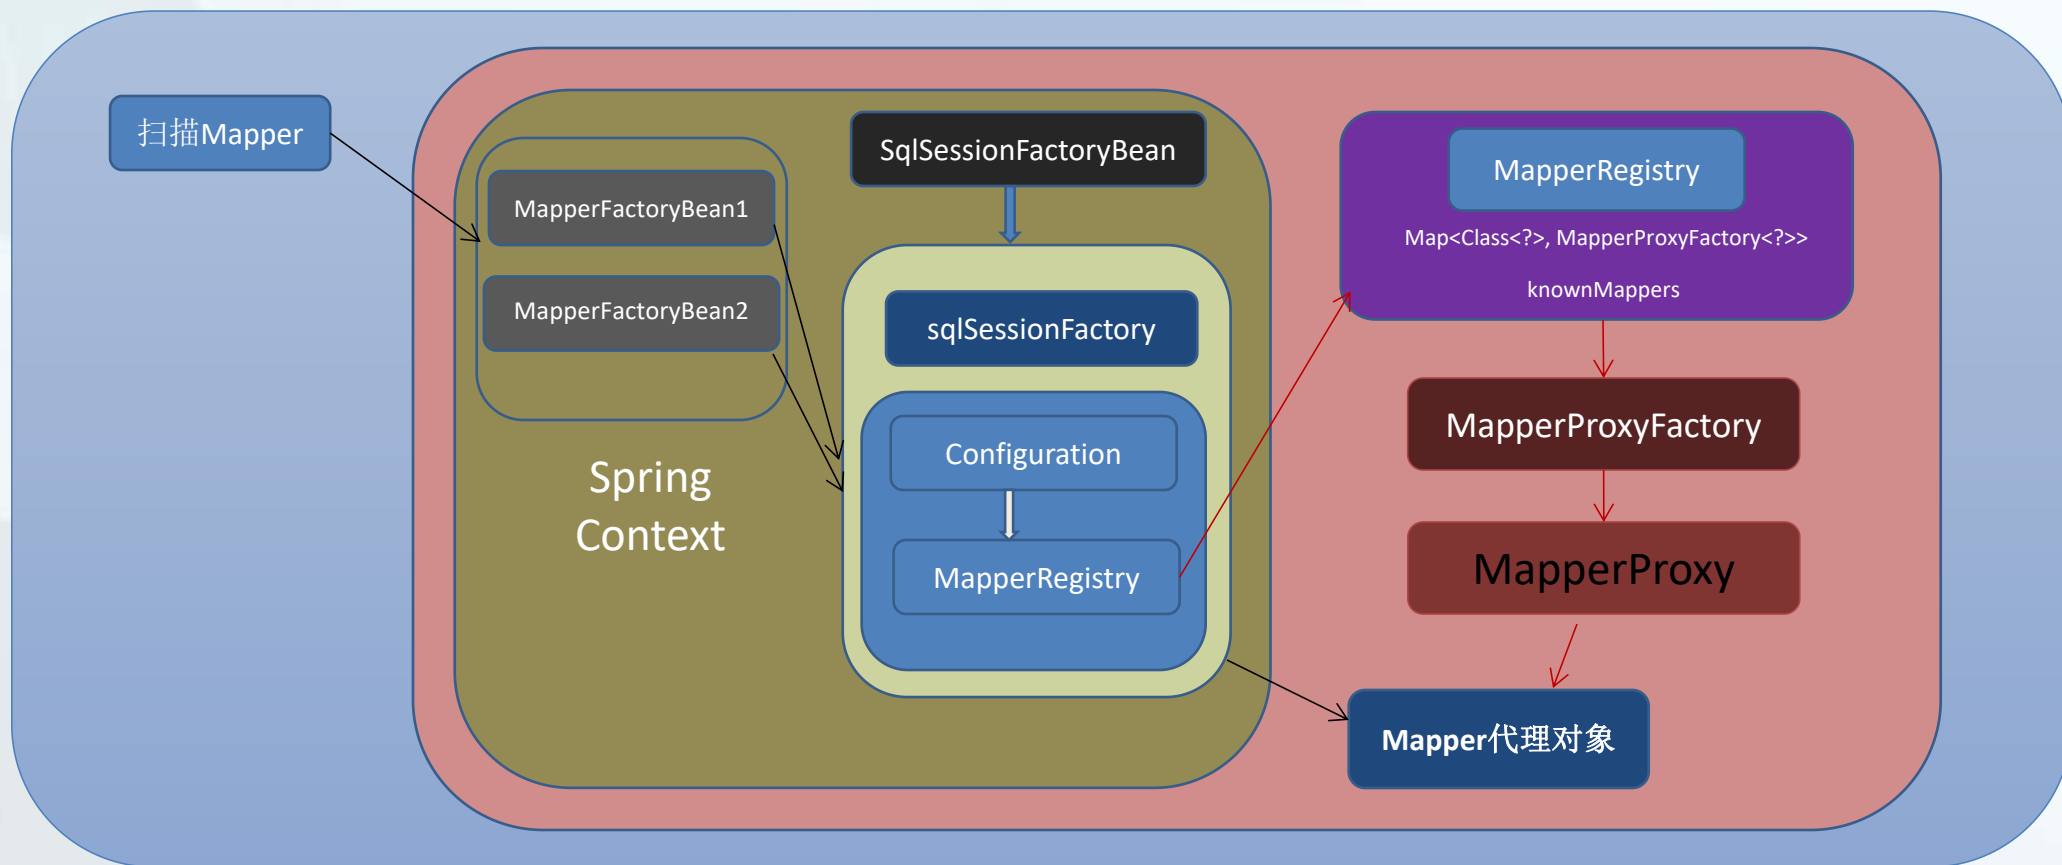 扫描Mapper
MapperFactoryBean1
MapperFactoryBean2
Spring
Context
SqlSessionFactoryBean
sqlSessionFactory
Configuration
MapperRegistry
MapperRegistry
Map<Class<?>, MapperProxyFactory<?>>
knownMappers
MapperProxyFactory
MapperProxy
Mapper代理对象